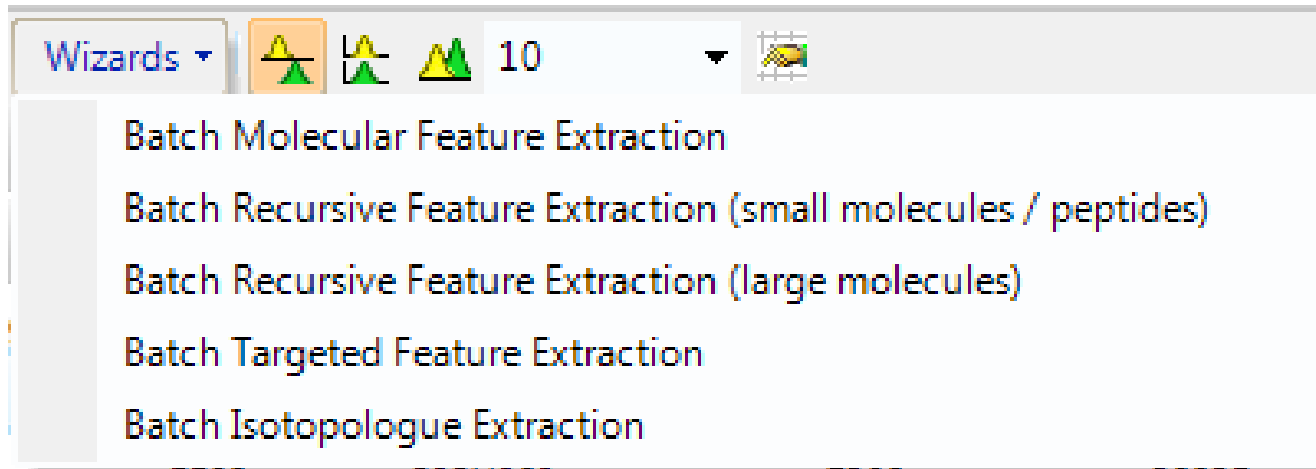 Wizards 10
Batch Molecular Feature Extraction
Batch Recursive Feature Extraction (small molecules / peptides)
Batch Recursive Feature Extraction (large molecules)
Batch Targeted Feature Extraction
Batch Isotopologue Extraction